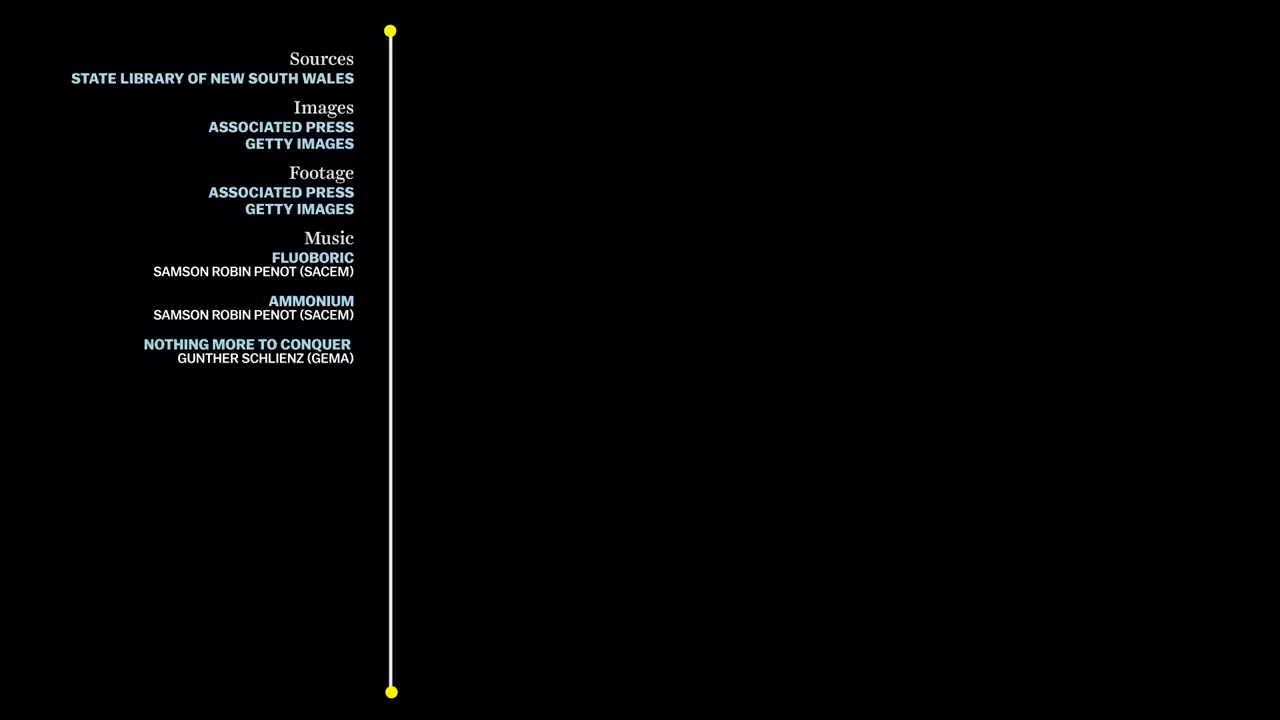 Sources
STATE LIBRARY OF NEW SOUTH WALES
Images
ASSOCIATED PRESS
GETTY IMAGES
Footage
ASSOCIATED PRESS
GETTY IMAGES
Music
FLUOBORIC
SAMSON ROBIN PENOT (SACEM)
AMMONIUM
SAMSON ROBIN PENOT (SACEM)
NOTHING MORE TO CONQUER
GUNTHER SCHLIENZ (GEMA)